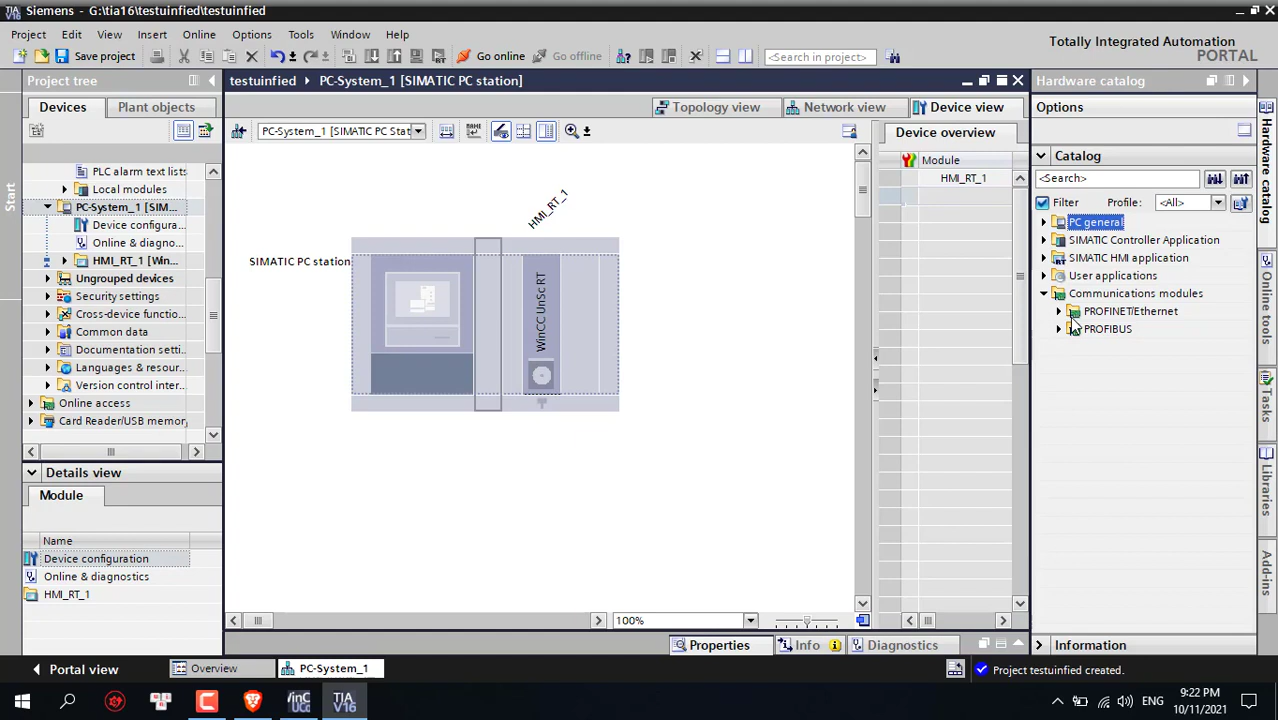 Siemens - G:\tia16\testuinfied\testuinfied
Project Edit View Insert Online Options Tools Window Help
Totally Integrated Automation
PORTAL
Save project
Go online
Go offline
<Search in project>
Project tree
Devices
Plant objects
PLC alarm text lists
Local modules
PC-System_1 [SIM...
Device configura...
Online & diagno...
HMI_RT_1 [Win...
Ungrouped devices
Security settings
Cross-device functio...
Common data
Documentation setti...
Languages & resour...
Version control inter...
Online access
Card Reader/USB memor
Details view
Module
Name
Device configuration
Online & diagnostics
HMI_RT_1
Start
testuinfied
PC-System_1 [SIMATIC PC station]
Topology view
Network view
Device view
PC-System_1 [SIMATIC PC Stat
HMI_RT_1
SIMATIC PC station
WinCC UnSc RT
100%
Device overview
Module
HMI_RT_1
Properties
Info
Diagnostics
Hardware catalog
Options
Catalog
<Search>
Filter
Profile:
<All>
PC general
SIMATIC Controller Application
SIMATIC HMI application
User applications
Communications modules
PROFINET/Ethernet
PROFIBUS
Information
Hardware catalog
Online tools
Tasks
Libraries
Add-ins
Portal view
Overview
PC-System_1
Project testuinfied created.
WinC
UCG
TIA
V16
ENG
9:22 PM
10/11/2021